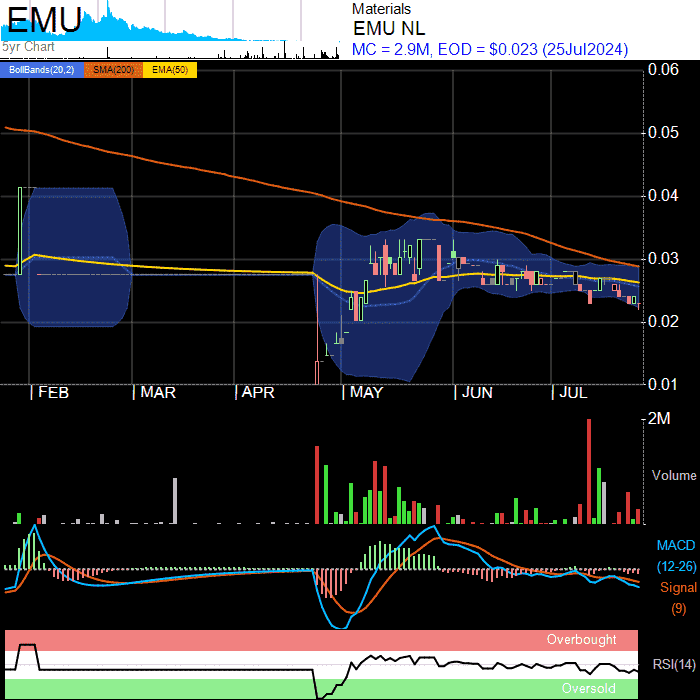 EMU
5yr Chart
Materials
EMU NL
MC = 2.9M, EOD = $0.023 (25Jul2024)
BollBands(20,2) SMA(200) EMA(50)
0.06
0.05
0.04
0.03
0.02
0.01
FEB MAR APR MAY JUN JUL
2M
Volume
MACD
(12-26)
Signal
(9)
Overbought
RSI(14)
Oversold